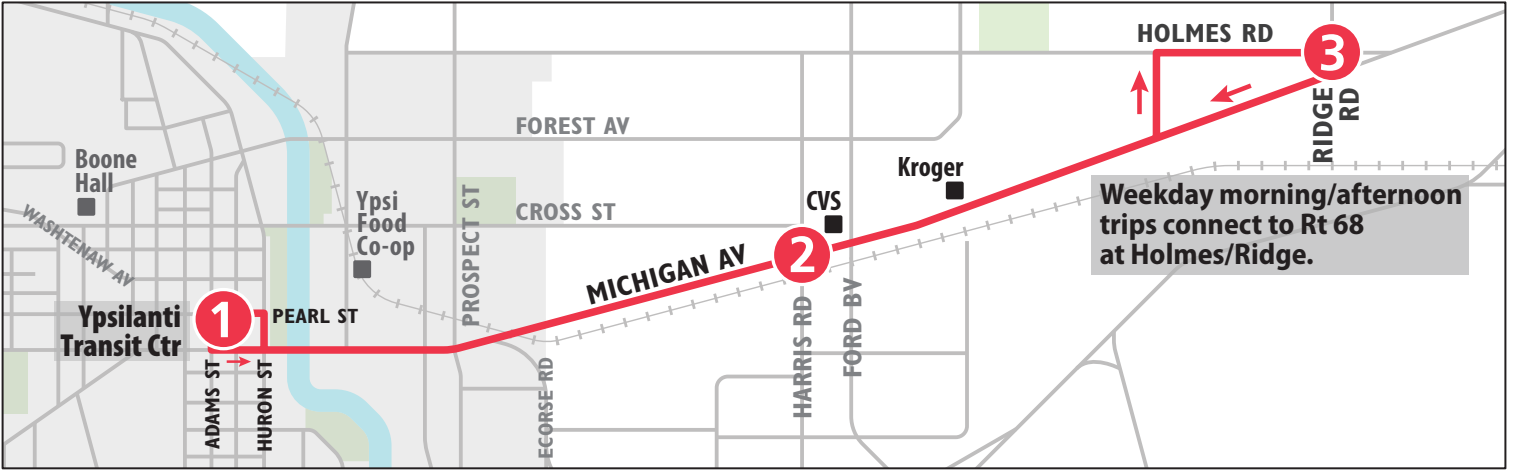 HOLMES RD
3
RIDGE
RD
FOREST AV
Boone
Hall
Kroger
Ypsi
Food
Co-op
CVS
Weekday morning/afternoon
trips connect to Rt 68
at Holmes/Ridge.
CROSS ST
PROSPECT ST
WASHTENAW AV
2
MICHIGAN AV
Ypsilanti
Transit Ctr
1
PEARL ST
ADAMS ST
HURON ST
ECORSE RD
HARRIS RD
FORD BV